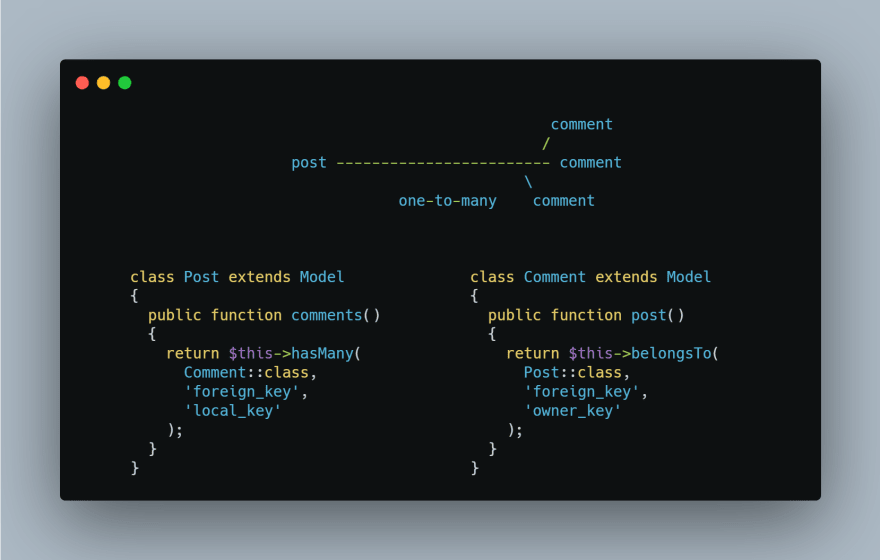 comment
/
post ------------------------ comment
\
one-to-many comment
class Post extends Model
{
public function comments()
{
return $this->hasMany(
Comment::class,
'foreign_key',
'local_key'
);
}
}
class Comment extends Model
{
public function post()
{
return $this->belongsTo(
Post::class,
'foreign_key',
'owner_key'
);
}
}